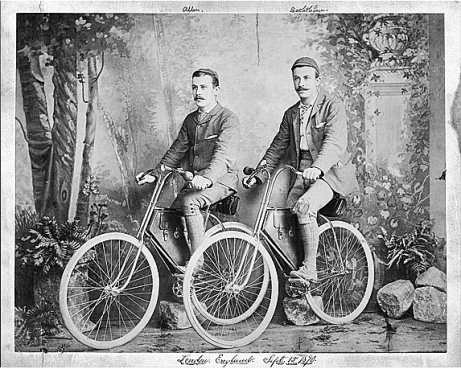 Allen. Sachtleben.
London, England. Sept.